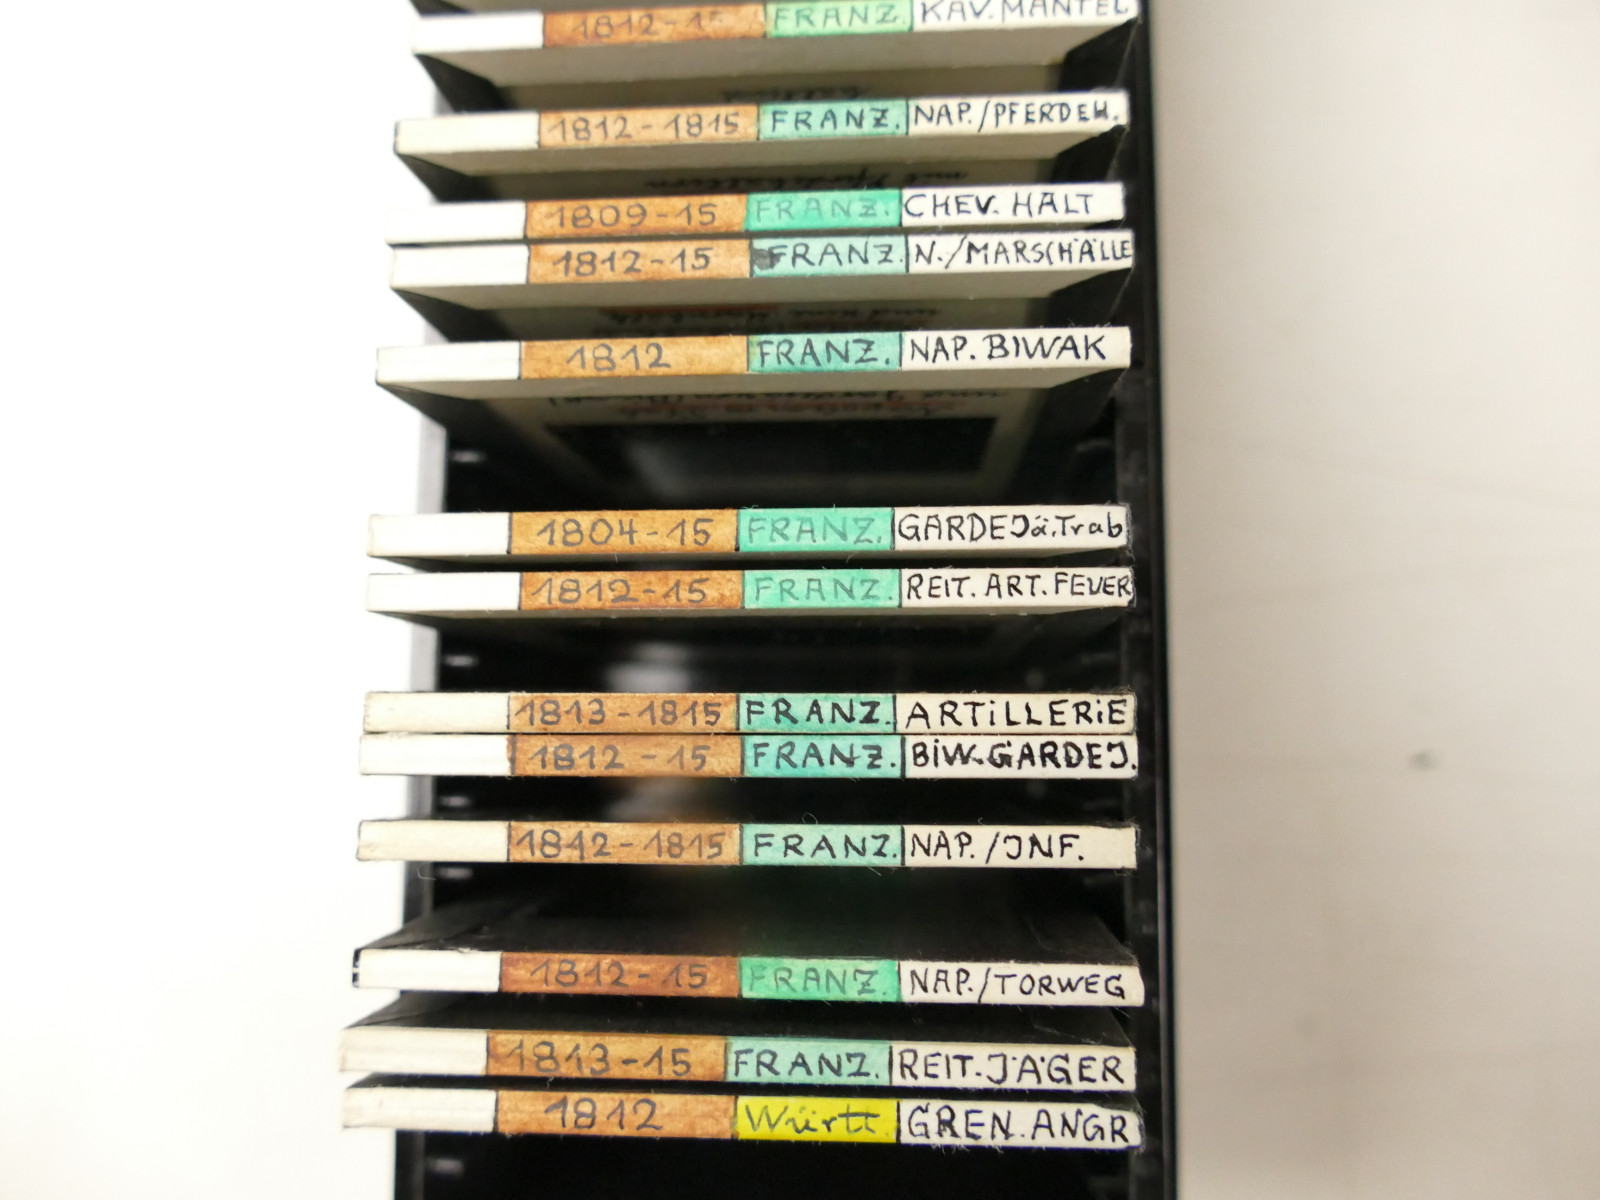 1812-15 FRANZ. KAV.MANTEL
1812-1815 FRANZ. NAP./PFERDEH.
1809-15 FRANZ. CHEV. HALT
1812-15 FRANZ. N./MARSCHÄLLE
1812 FRANZ. NAP. BIWAK
1804-15 FRANZ. GARDEJä.Trab
1812-15 FRANZ. REIT. ART. FEUER
1813-1815 FRANZ. ARTiLLERiE
1812-15 FRANZ. BiW.GARDEJ.
1812-1815 FRANZ. NAP./JNF.
1812-15 FRANZ. NAP./TORWEG
1813-15 FRANZ. REIT.JÄGER
1812 Württ. GREN.ANGR